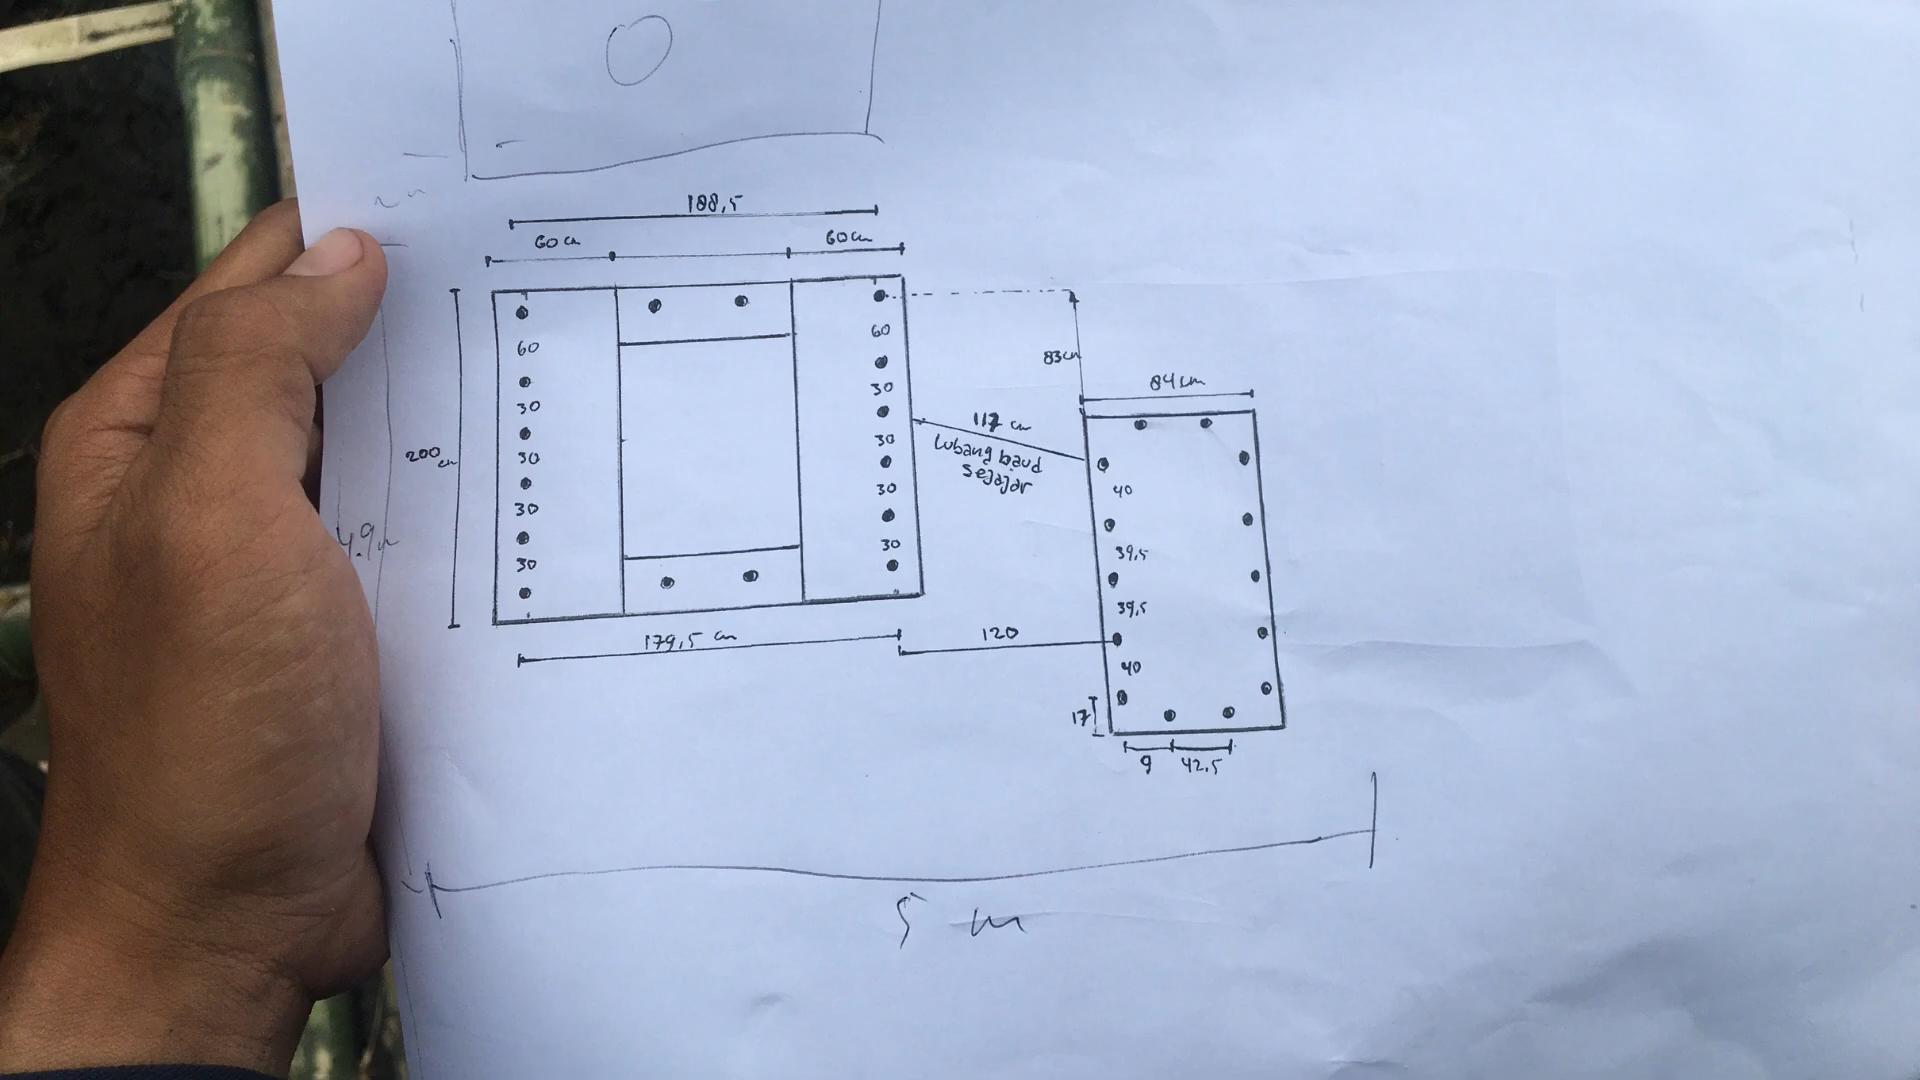 188,5
60 cm
60 cm
60
30
30
30
30
200 cm
60
30
30
30
30
83 cm
84 cm
117 cm
Lubang baud
sejajar
40
39,5
39,5
40
17
9
42,5
179,5 cm
120
4.9m
5 m